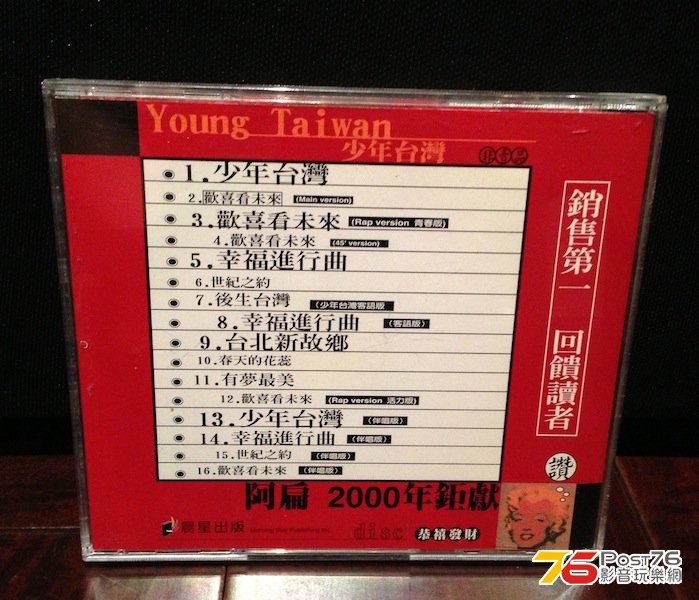 Young Taiwan
少年台灣 非賣品
1.少年台灣
2.歡喜看未來 (Main version)
3.歡喜看未來 (Rap version 青春版)
4.歡喜看未來 (45' version)
5.幸福進行曲
6.世紀之約
7.後生台灣 (少年台灣客語版
8.幸福進行曲 (客語版)
9.台北新故鄉
10.春天的花蕊
11.有夢最美
12.歡喜看未來 (Rap version 活力版)
13.少年台灣 (伴唱版)
14.幸福進行曲 (伴唱版)
15.世紀之約 (伴唱版)
16.歡喜看未來 (伴唱版)
銷售第一 回饋讀者
讚
阿扁 2000年鉅獻
晨星出版 Morning Star Publishing Inc.
disc 恭禧發財
76 Post76
影音玩樂網